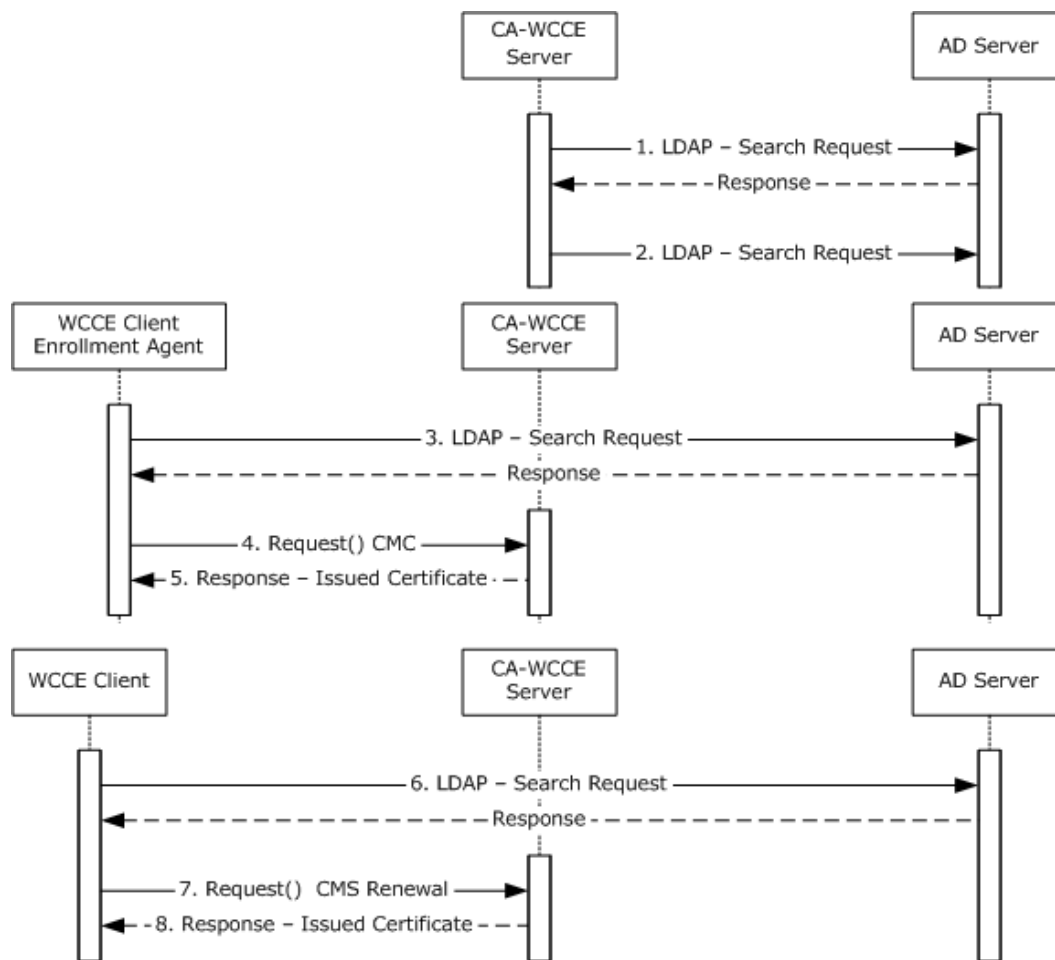 CA-WCCE
Server
AD Server
1. LDAP – Search Request
Response
2. LDAP – Search Request
WCCE Client
Enrollment Agent
CA-WCCE
Server
AD Server
3. LDAP – Search Request
Response
4. Request() CMC
5. Response – Issued Certificate
WCCE Client
CA-WCCE
Server
AD Server
6. LDAP – Search Request
Response
7. Request() CMS Renewal
8. Response – Issued Certificate